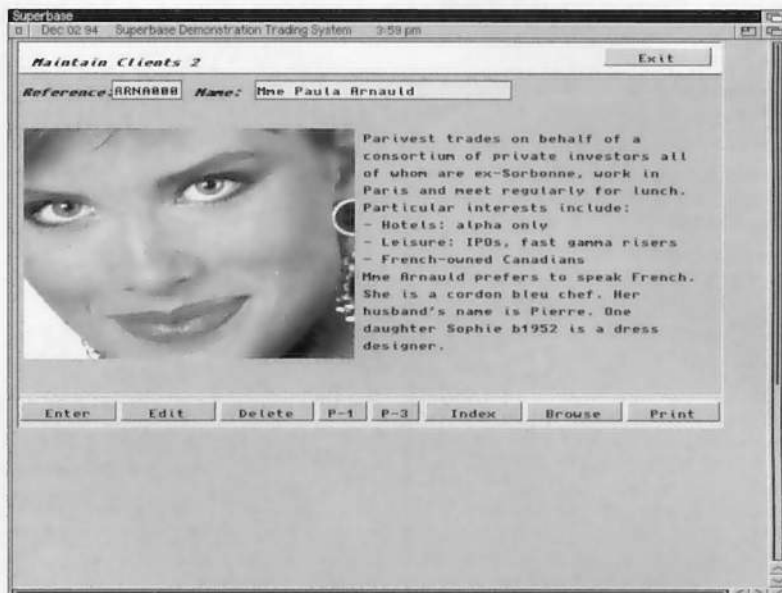 Superbase
Dec 02 94 Superbase Demonstration Trading System 3:59 pm
Maintain Clients 2
Exit
Reference: ARNA000 Name: Mme Paula Arnauld
Parivest trades on behalf of a
consortium of private investors all
of whom are ex-Sorbonne, work in
Paris and meet regularly for lunch.
Particular interests include:
- Hotels: alpha only
- Leisure: IPOs, fast gamma risers
- French-owned Canadians
Mme Arnauld prefers to speak French.
She is a cordon bleu chef. Her
husband's name is Pierre. One
daughter Sophie b1952 is a dress
designer.
Enter Edit Delete P-1 P-3 Index Browse Print